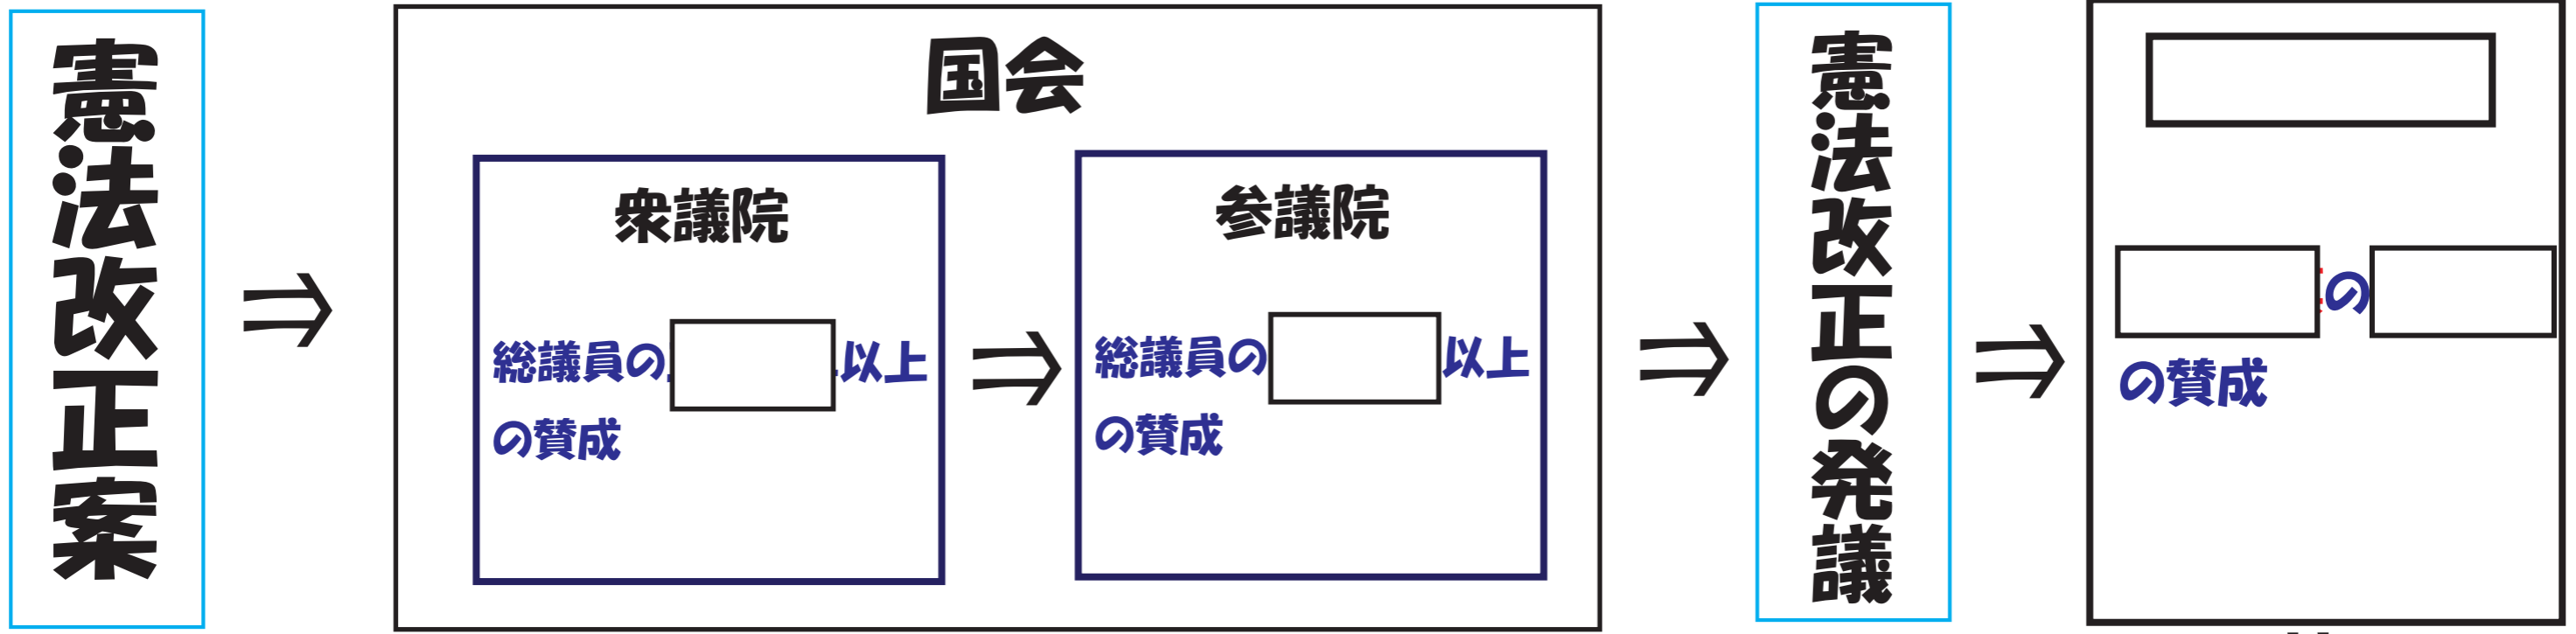 憲法改正案
⇒
国会
衆議院
総議員の 以上
の賛成
⇒
参議院
総議員の 以上
の賛成
⇒
憲法改正の発議
⇒
の
の賛成